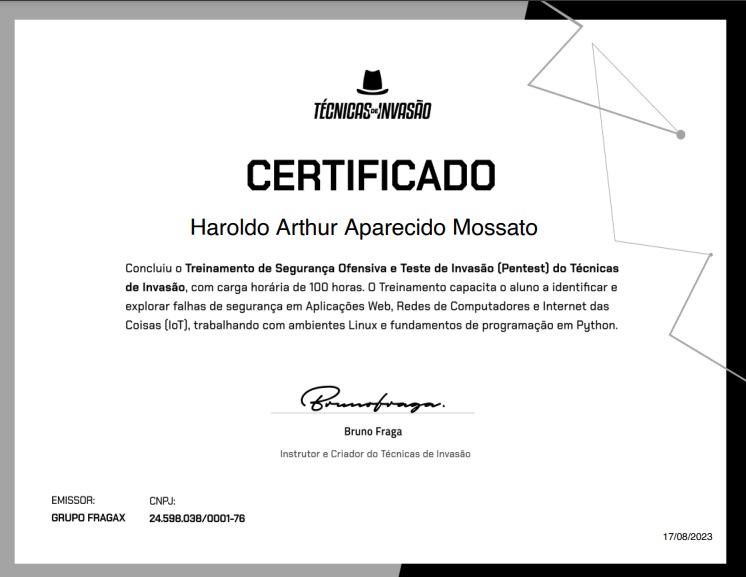 TÉCNICAS DE INVASÃO
CERTIFICADO
Haroldo Arthur Aparecido Mossato
Concluiu o Treinamento de Segurança Ofensiva e Teste de Invasão (Pentest) do Técnicas
de Invasão, com carga horária de 100 horas. O Treinamento capacita o aluno a identificar e
explorar falhas de segurança em Aplicações Web, Redes de Computadores e Internet das
Coisas (IoT), trabalhando com ambientes Linux e fundamentos de programação em Python.
Brunofraga.
Bruno Fraga
Instrutor e Criador do Técnicas de Invasão
EMISSOR: CNPJ:
GRUPO FRAGAX 24.598.038/0001-76
17/08/2023